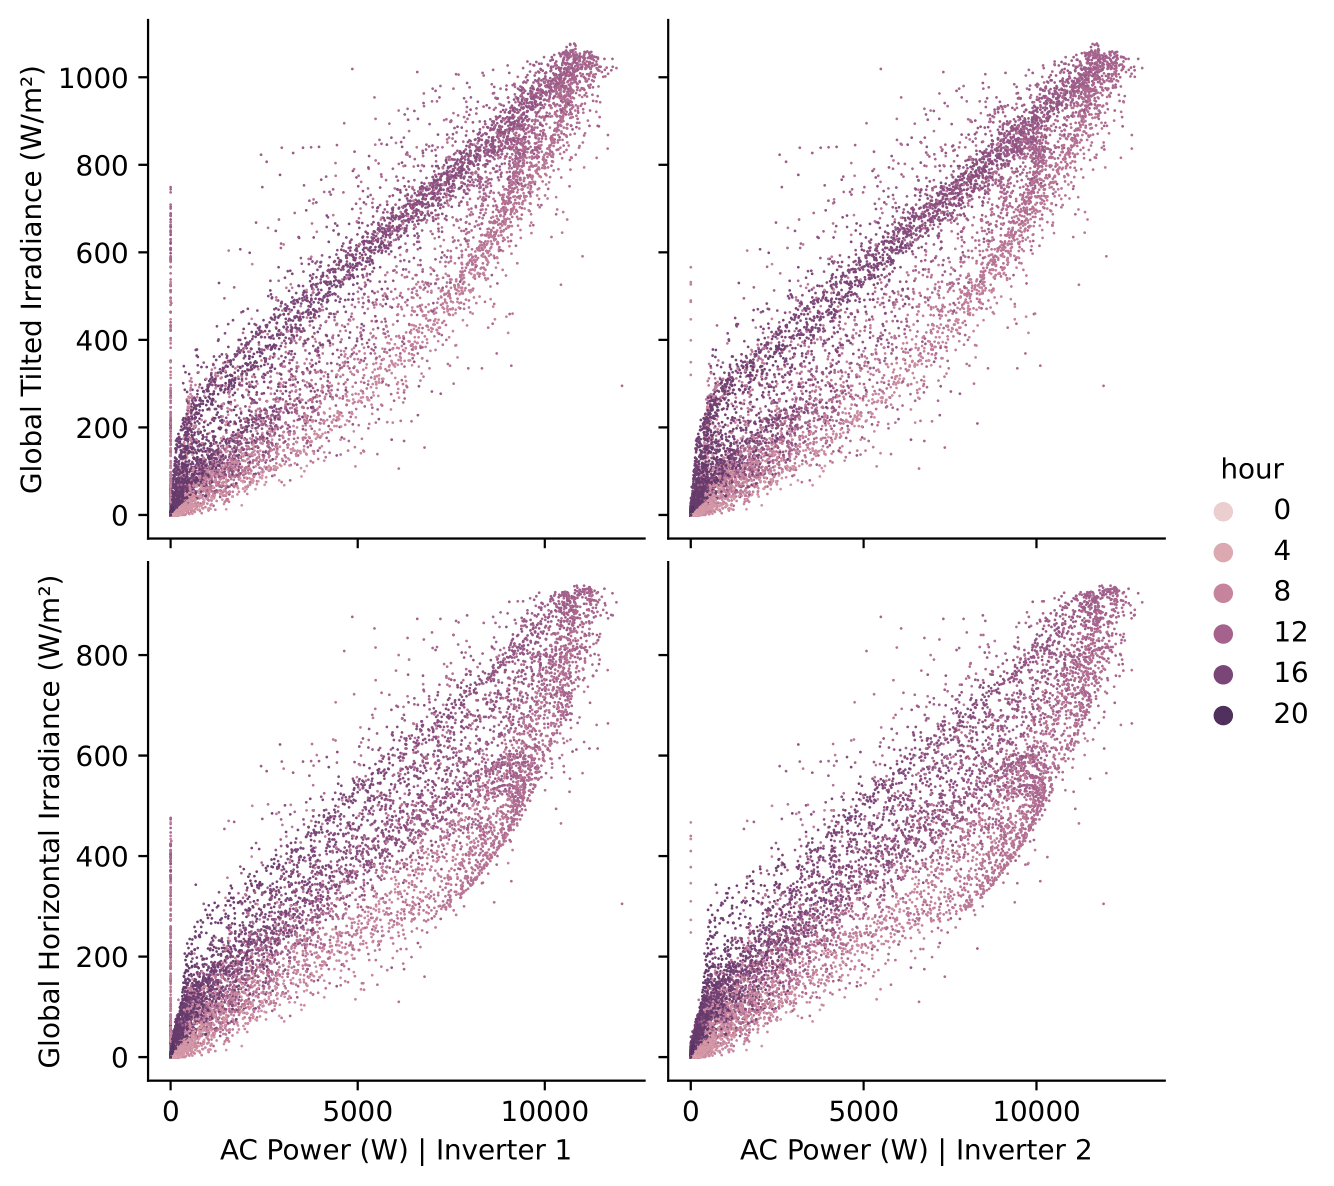 Global Tilted Irradiance (W/m²)
1000
800
600
400
200
0
hour
0
4
8
12
16
20
Global Horizontal Irradiance (W/m²)
800
600
400
200
0
0 5000 10000
AC Power (W) | Inverter 1
0 5000 10000
AC Power (W) | Inverter 2